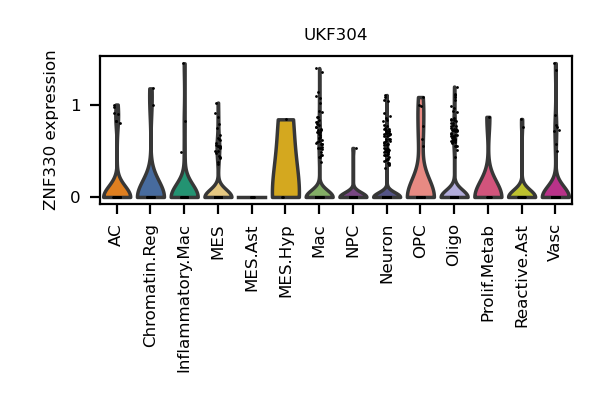 UKF304
ZNF330 expression
1
0
AC
Chromatin.Reg
Inflammatory.Mac
MES
MES.Ast
MES.Hyp
Mac
NPC
Neuron
OPC
Oligo
Prolif.Metab
Reactive.Ast
Vasc